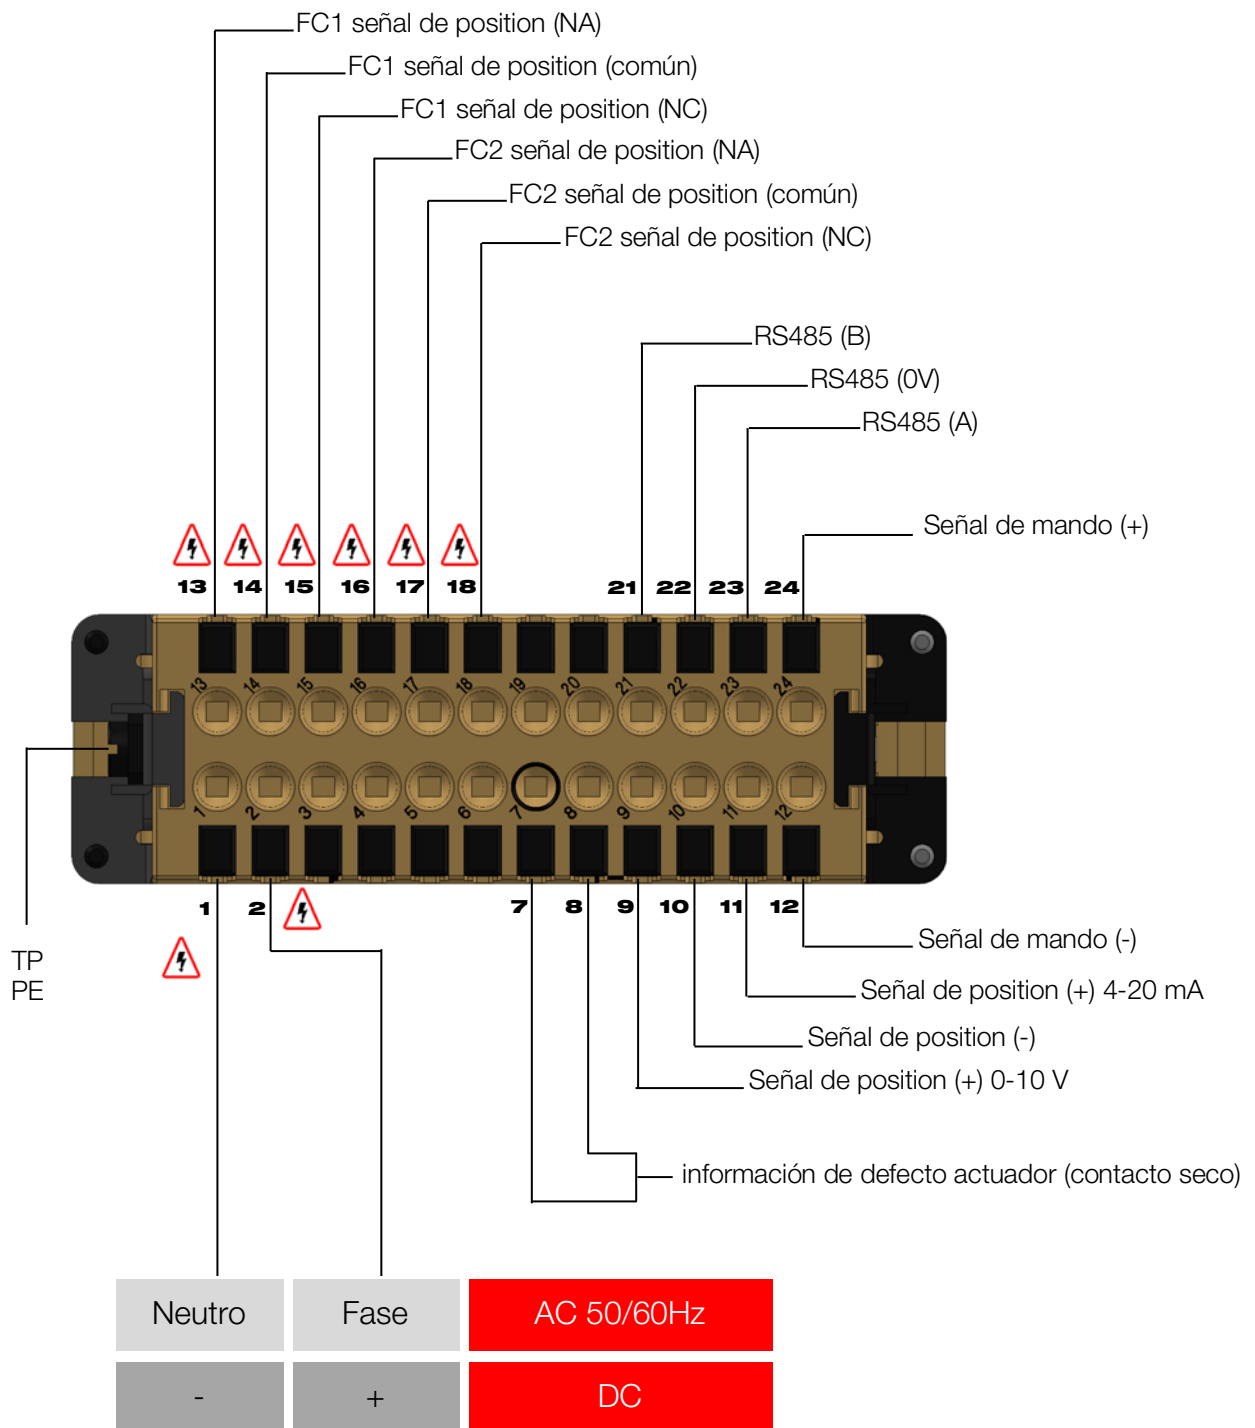 FC1 señal de position (NA)
FC1 señal de position (común)
FC1 señal de position (NC)
FC2 señal de position (NA)
FC2 señal de position (común)
FC2 señal de position (NC)
RS485 (B)
RS485 (0V)
RS485 (A)
Señal de mando (+)
13 14 15 16 17 18 21 22 23 24
13 14 15 16 17 18 19 20 21 22 23 24
1 2 3 4 5 6 7 8 9 10 11 12
1 2 7 8 9 10 11 12
TP
PE
Señal de mando (-)
Señal de position (+) 4-20 mA
Señal de position (-)
Señal de position (+) 0-10 V
información de defecto actuador (contacto seco)
Neutro Fase AC 50/60Hz
- + DC